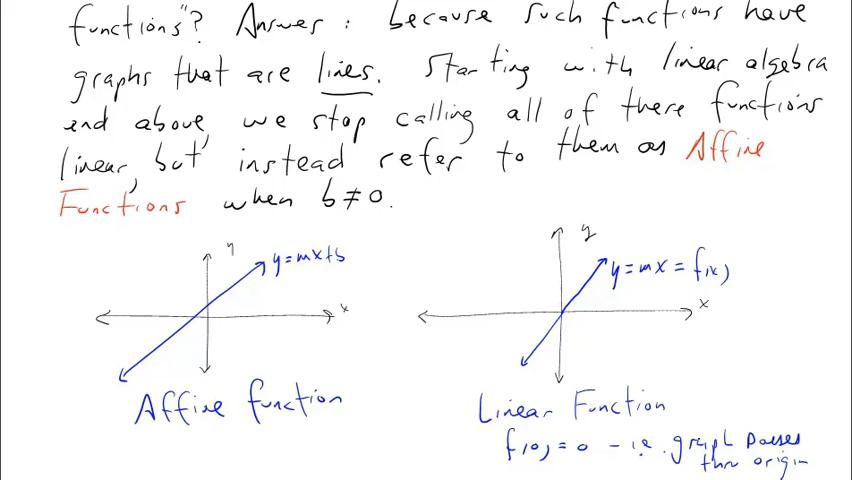 functions"? Answer: because such functions have
graphs that are lines. Starting with linear algebra
and above, we stop calling all of these functions
linear, but instead refer to them as Affine
Functions when b≠0.
y
y=mx+b
x
Affine function
y
y=mx=f(x)
x
Linear Function
f(0)=0 - i.e. graph passes
thru origin